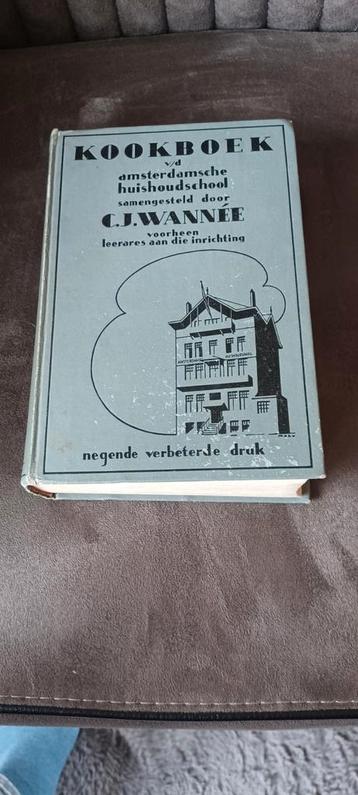 KOOKBOEK
v/d
amsterdamsche
huishoudschool
samengesteld door
C.J. WANNÉE
voorheen
leerares aan die inrichting
negende verbeterde druk